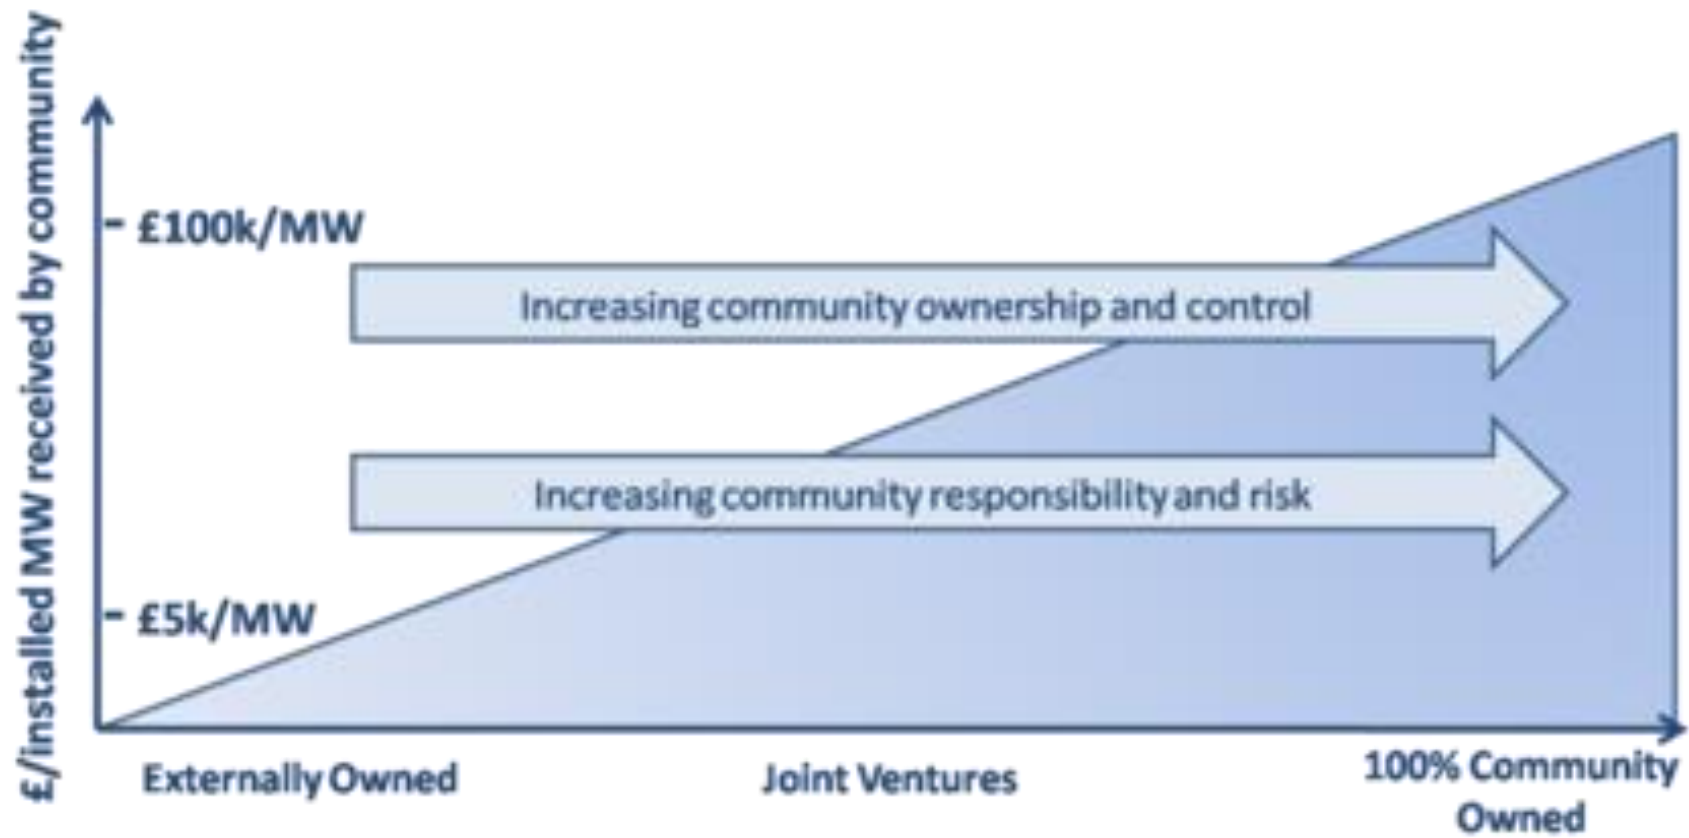 £/installed MW received by community
£100k/MW
Increasing community ownership and control
Increasing community responsibility and risk
£5k/MW
Externally Owned
Joint Ventures
100% Community
Owned